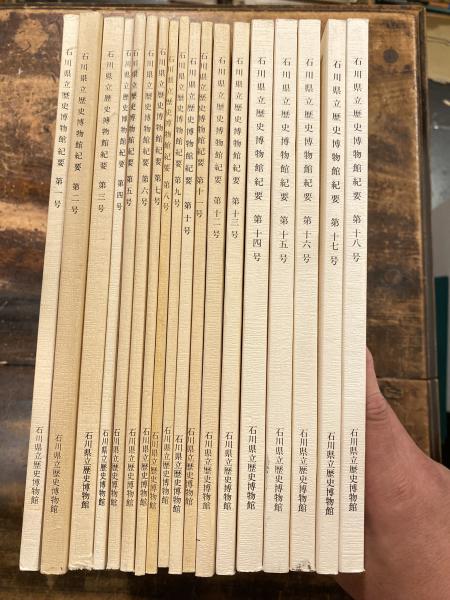 石川県立歴史博物館紀要 第一号 石川県立歴史博物館
石川県立歴史博物館紀要 第二号 石川県立歴史博物館
石川県立歴史博物館紀要 第三号 石川県立歴史博物館
石川県立歴史博物館紀要 第四号 石川県立歴史博物館
石川県立歴史博物館紀要 第五号 石川県立歴史博物館
石川県立歴史博物館紀要 第六号 石川県立歴史博物館
石川県立歴史博物館紀要 第七号 石川県立歴史博物館
石川県立歴史博物館紀要 第八号 石川県立歴史博物館
石川県立歴史博物館紀要 第九号 石川県立歴史博物館
石川県立歴史博物館紀要 第十号 石川県立歴史博物館
石川県立歴史博物館紀要 第十一号 石川県立歴史博物館
石川県立歴史博物館紀要 第十二号 石川県立歴史博物館
石川県立歴史博物館紀要 第十三号 石川県立歴史博物館
石川県立歴史博物館紀要 第十四号 石川県立歴史博物館
石川県立歴史博物館紀要 第十五号 石川県立歴史博物館
石川県立歴史博物館紀要 第十六号 石川県立歴史博物館
石川県立歴史博物館紀要 第十七号 石川県立歴史博物館
石川県立歴史博物館紀要 第十八号 石川県立歴史博物館